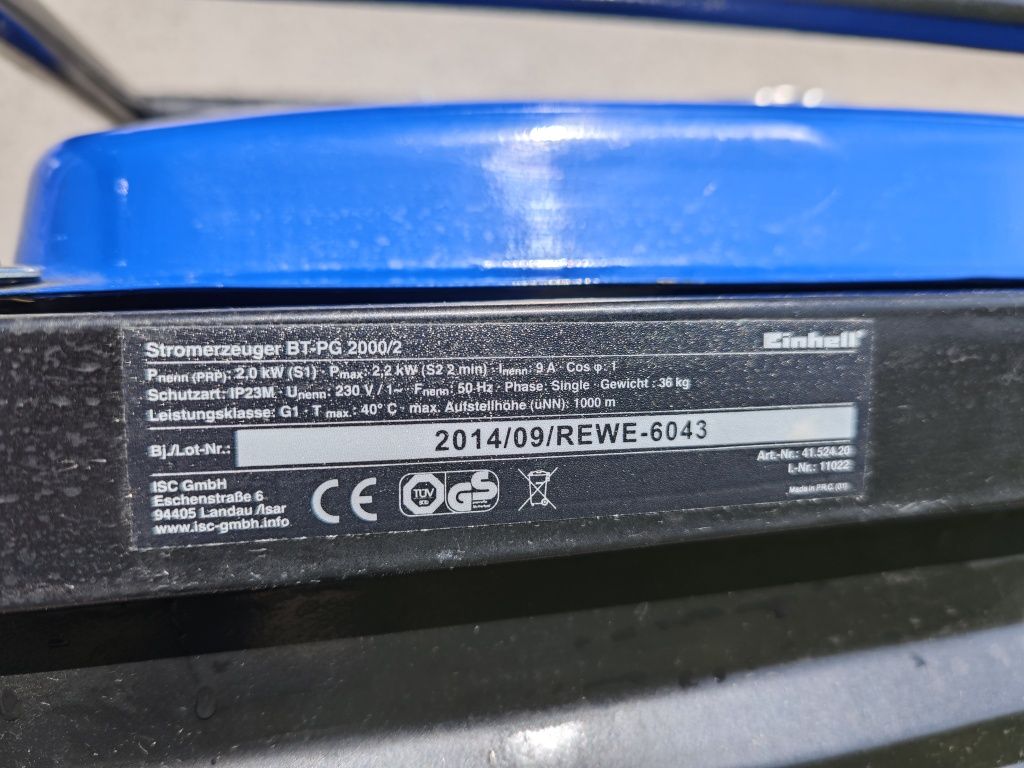 Stromerzeuger BT-PG 2000/2
Einhell
Pnenn (PRP): 2,0 kW (S1) · Pmax: 2,2 kW (S2 2 min) · Inenn: 9 A · Cos φ: 1
Schutzart: IP23M · Unenn: 230 V / 1~ · Fnenn: 50 Hz · Phase: Single · Gewicht : 36 kg
Leistungsklasse: G1 · T max.: 40° C · max. Aufstellhöhe (üNN): 1000 m
Bj./Lot-Nr.: 2014/09/REWE-6043
Art.-Nr.: 41.524.20
I.-Nr.: 11022
ISC GmbH
Eschenstraße 6
94405 Landau /Isar
www.isc-gmbh.info
CE
TÜV
GS
Made in P.R.C. (01)